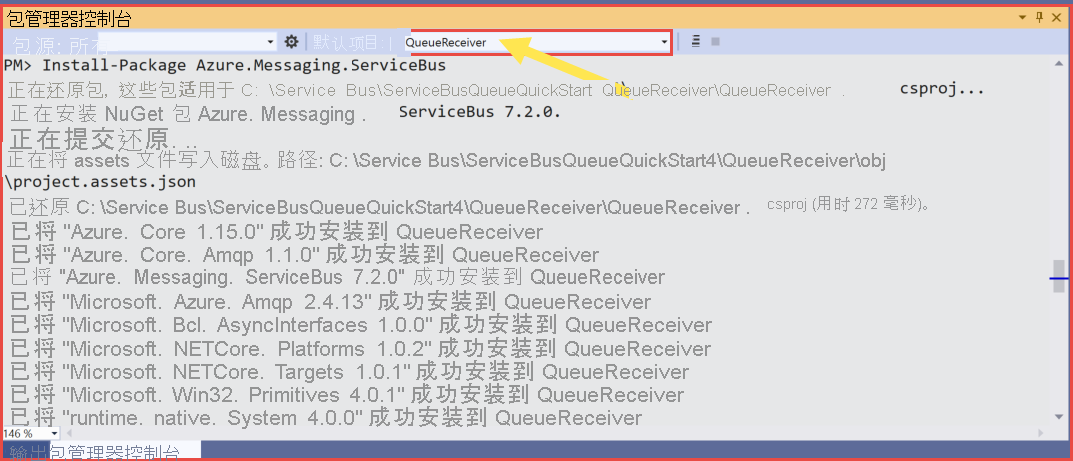 包管理器控制台
包源: 所有 默认项目: QueueReceiver
PM> Install-Package Azure.Messaging.ServiceBus
正在还原包, 这些包适用于 C: \Service Bus\ServiceBusQueueQuickStart QueueReceiver\QueueReceiver . csproj...
正在安装 NuGet 包 Azure. Messaging . ServiceBus 7.2.0.
正在提交还原. ..
正在将 assets 文件写入磁盘。路径: C: \Service Bus\ServiceBusQueueQuickStart4\QueueReceiver\obj
\project.assets.json
已还原 C: \Service Bus\ServiceBusQueueQuickStart4\QueueReceiver\QueueReceiver . csproj (用时 272 毫秒)。
已将 "Azure. Core 1.15.0" 成功安装到 QueueReceiver
已将 "Azure. Core. Amqp 1.1.0" 成功安装到 QueueReceiver
已将 "Azure. Messaging. ServiceBus 7.2.0" 成功安装到 QueueReceiver
已将 "Microsoft. Azure. Amqp 2.4.13" 成功安装到 QueueReceiver
已将 "Microsoft. Bcl. AsyncInterfaces 1.0.0" 成功安装到 QueueReceiver
已将 "Microsoft. NETCore. Platforms 1.0.2" 成功安装到 QueueReceiver
已将 "Microsoft. NETCore. Targets 1.0.1" 成功安装到 QueueReceiver
已将 "Microsoft. Win32. Primitives 4.0.1" 成功安装到 QueueReceiver
已将 "runtime. native. System 4.0.0" 成功安装到 QueueReceiver
146 %
输出 包管理器控制台